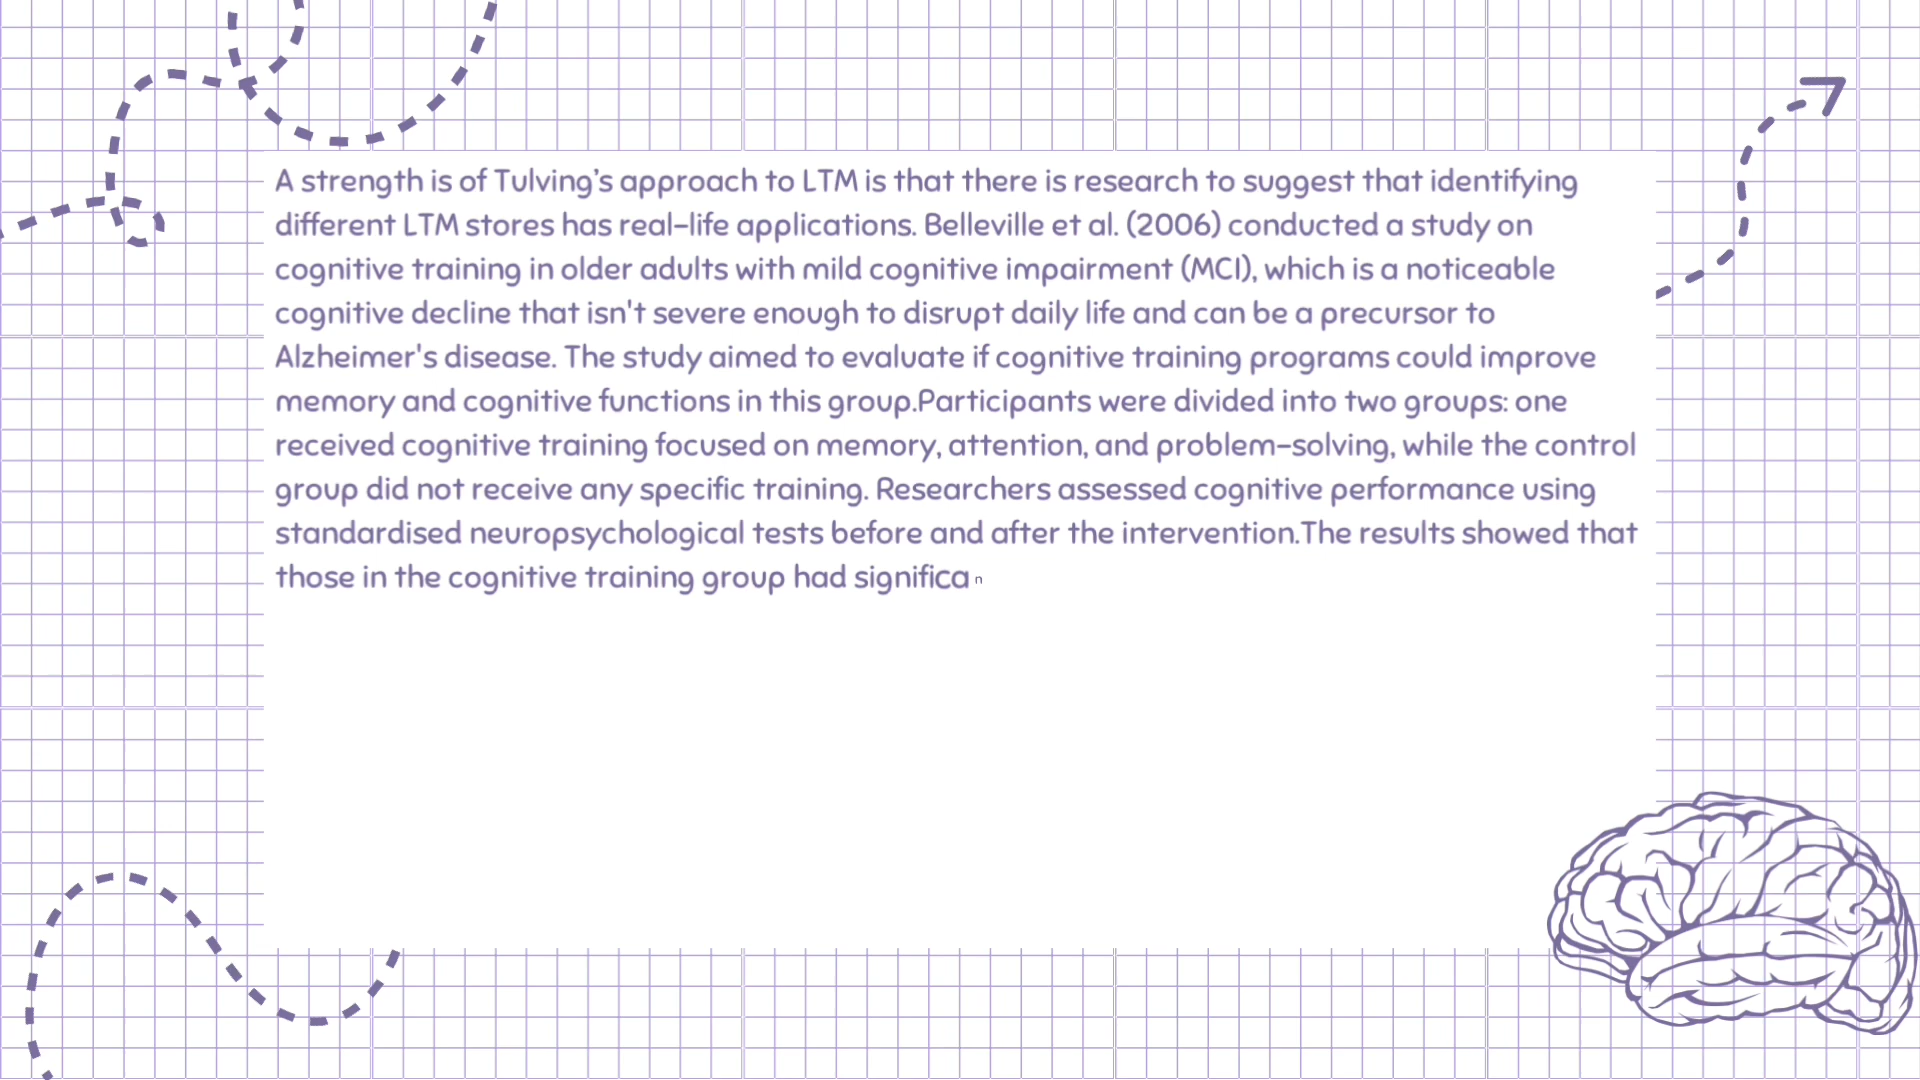 A strength is of Tulving’s approach to LTM is that there is research to suggest that identifying
different LTM stores has real-life applications. Belleville et al. (2006) conducted a study on
cognitive training in older adults with mild cognitive impairment (MCI), which is a noticeable
cognitive decline that isn't severe enough to disrupt daily life and can be a precursor to
Alzheimer's disease. The study aimed to evaluate if cognitive training programs could improve
memory and cognitive functions in this group.Participants were divided into two groups: one
received cognitive training focused on memory, attention, and problem-solving, while the control
group did not receive any specific training. Researchers assessed cognitive performance using
standardised neuropsychological tests before and after the intervention.The results showed that
those in the cognitive training group had significa n